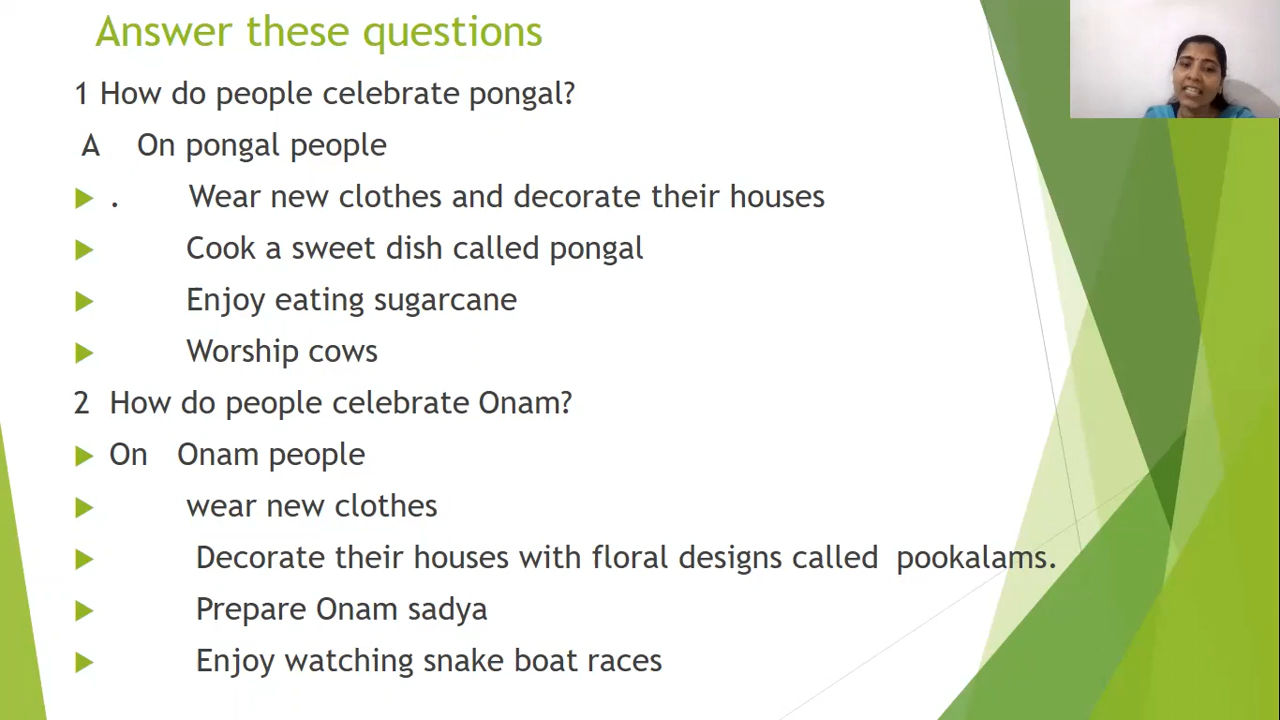 Answer these questions
1 How do people celebrate pongal?
A On pongal people
. Wear new clothes and decorate their houses
Cook a sweet dish called pongal
Enjoy eating sugarcane
Worship cows
2 How do people celebrate Onam?
On Onam people
wear new clothes
Decorate their houses with floral designs called pookalams.
Prepare Onam sadya
Enjoy watching snake boat races